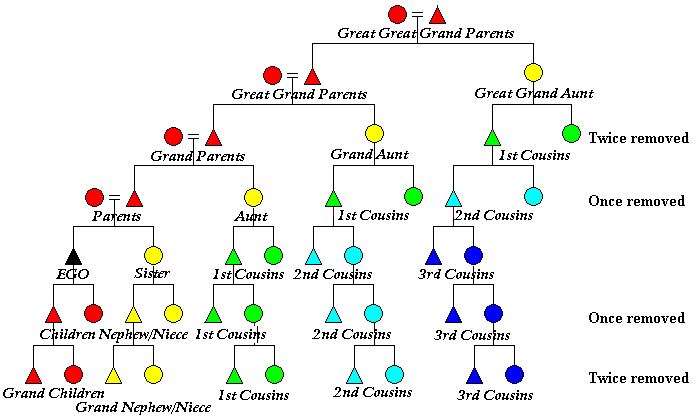 Great Great Grand Parents
Great Grand Parents
Great Grand Aunt
Twice removed
Grand Parents
Grand Aunt
1st Cousins
Once removed
Parents
Aunt
1st Cousins
2nd Cousins
EGO
Sister
1st Cousins
2nd Cousins
3rd Cousins
Once removed
Children
Nephew/Niece
1st Cousins
2nd Cousins
3rd Cousins
Twice removed
Grand Children
Grand Nephew/Niece
1st Cousins
2nd Cousins
3rd Cousins